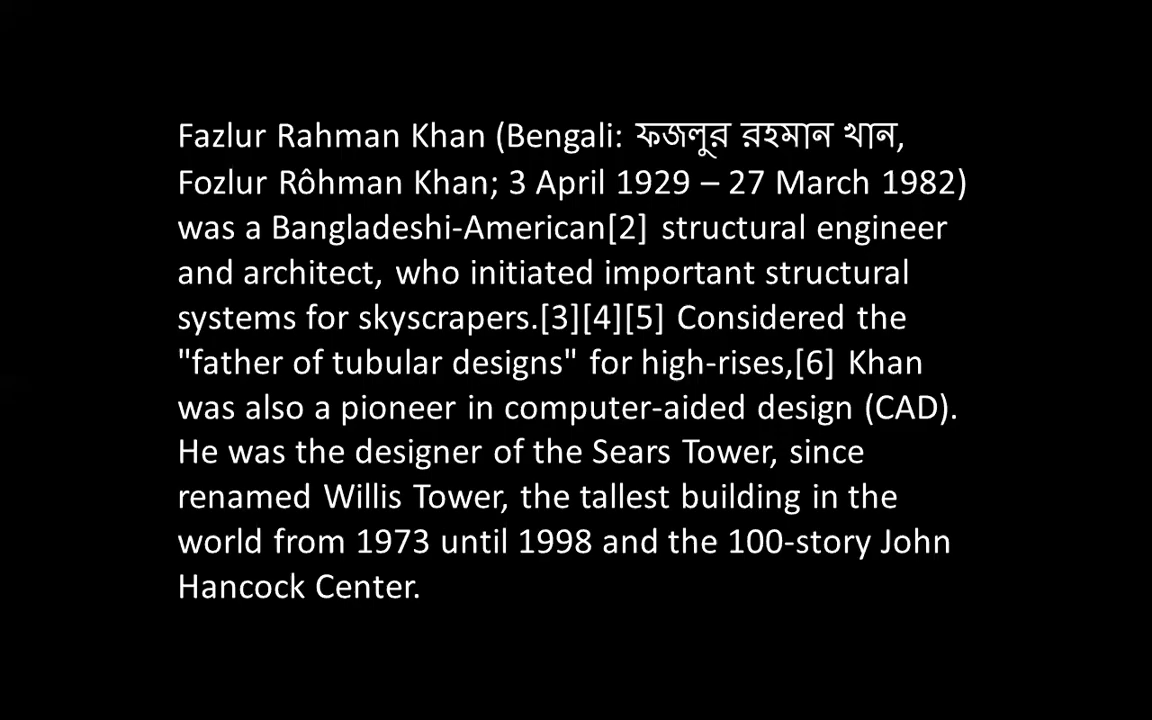 Fazlur Rahman Khan (Bengali: ফজলুর রহমান খান,
Fozlur Rôhman Khan; 3 April 1929 – 27 March 1982)
was a Bangladeshi-American[2] structural engineer
and architect, who initiated important structural
systems for skyscrapers.[3][4][5] Considered the
"father of tubular designs" for high-rises,[6] Khan
was also a pioneer in computer-aided design (CAD).
He was the designer of the Sears Tower, since
renamed Willis Tower, the tallest building in the
world from 1973 until 1998 and the 100-story John
Hancock Center.